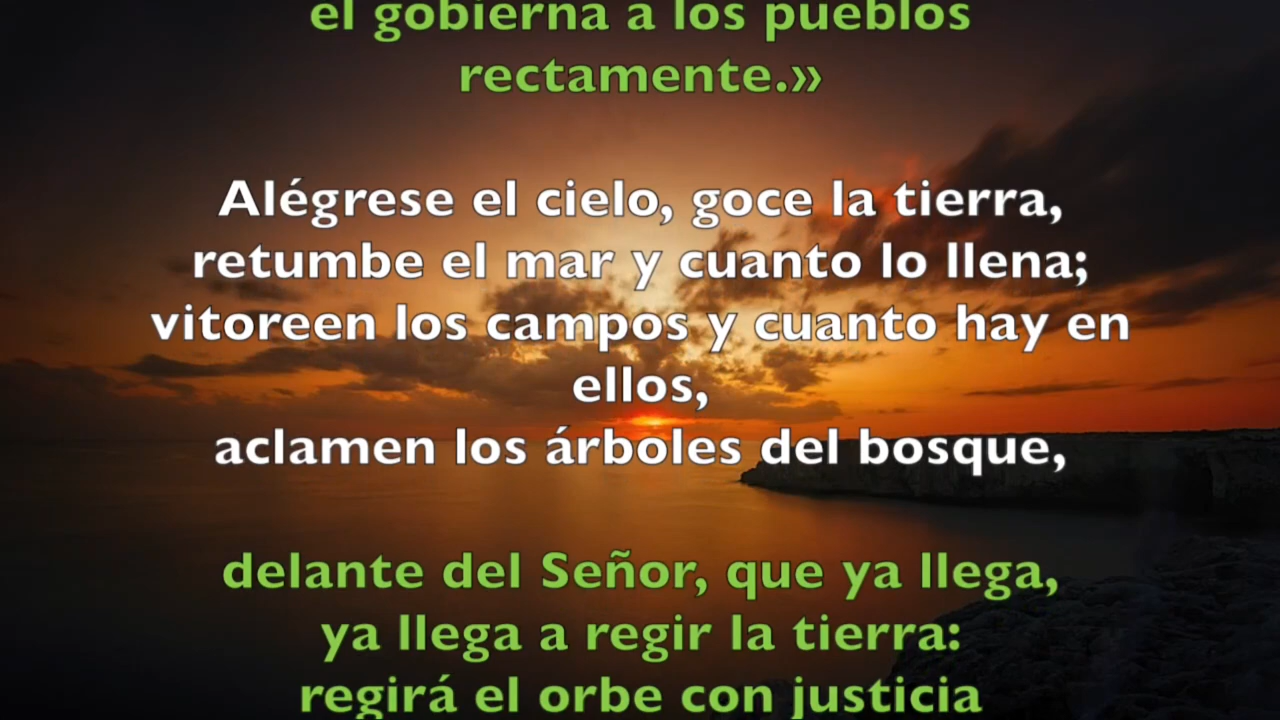 el gobierna a los pueblos
rectamente.»
Alégrese el cielo, goce la tierra,
retumbe el mar y cuanto lo llena;
vitoreen los campos y cuanto hay en
ellos,
aclamen los árboles del bosque,
delante del Señor, que ya llega,
ya llega a regir la tierra:
regirá el orbe con justicia